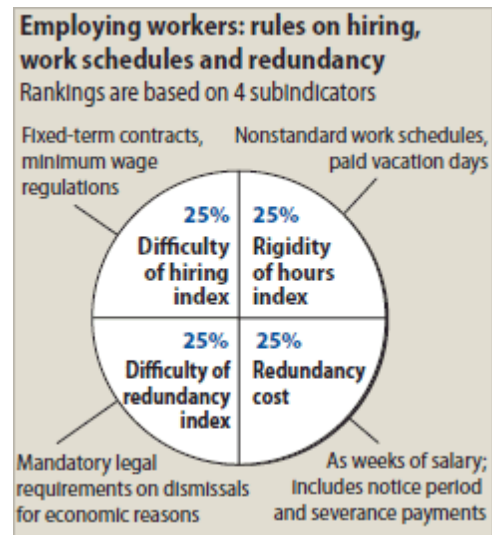 Employing workers: rules on hiring,
work schedules and redundancy
Rankings are based on 4 subindicators
Fixed-term contracts,
minimum wage
regulations
Nonstandard work schedules,
paid vacation days
25%
Difficulty
of hiring
index
25%
Rigidity
of hours
index
25%
Difficulty of
redundancy
index
25%
Redundancy
cost
Mandatory legal
requirements on dismissals
for economic reasons
As weeks of salary;
includes notice period
and severance payments